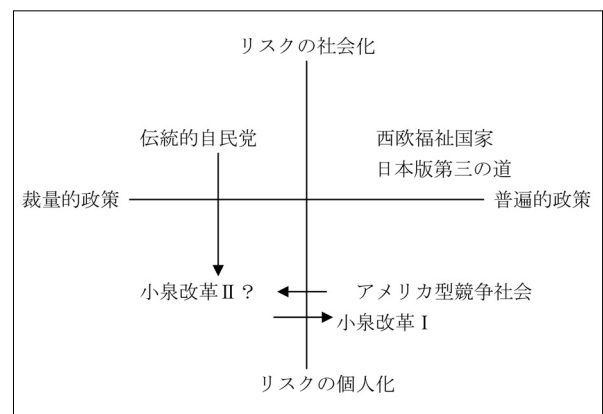 リスクの社会化
伝統的自民党
西欧福祉国家
日本版第三の道
裁量的政策
普遍的政策
小泉改革Ⅱ？
アメリカ型競争社会
小泉改革Ⅰ
リスクの個人化